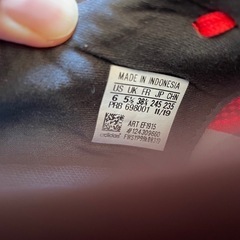 MADE IN INDONESIA
US UK FR JP CHN
6 5½ 38⅔ 245 235
PRB 698001 11/19
ART EF1915
adidas